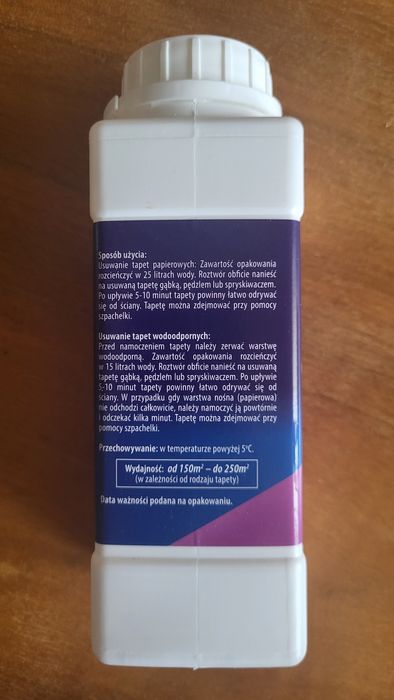 Sposób użycia:
Usuwanie tapet papierowych: Zawartość opakowania
rozcieńczyć w 25 litrach wody. Roztwór obficie nanieść
na usuwaną tapetę gąbką, pędzlem lub spryskiwaczem.
Po upływie 5-10 minut tapety powinny łatwo odrywać
się od ściany. Tapetę można zdejmować przy pomocy
szpachelki.
Usuwanie tapet wodoodpornych:
Przed namoczeniem tapety należy zerwać warstwę
wodoodporną. Zawartość opakowania rozcieńczyć
w 15 litrach wody. Roztwór obficie nanieść na usuwaną
tapetę gąbką, pędzlem lub spryskiwaczem. Po upływie
5-10 minut tapety powinny łatwo odrywać się od
ściany. W przypadku gdy warstwa nośna (papierowa)
nie odchodzi całkowicie, należy namoczyć ją powtórnie
i odczekać kilka minut. Tapetę można zdejmować przy
pomocy szpachelki.
Przechowywanie: w temperaturze powyżej 5°C.
Wydajność: od 150m² – do 250m²
(w zależności od rodzaju tapety)
Data ważności podana na opakowaniu.